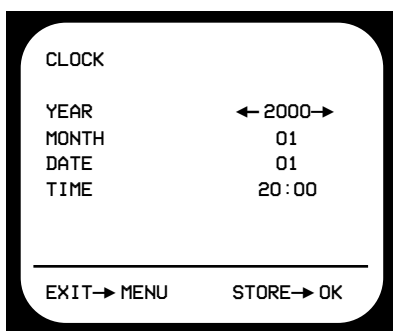 CLOCK
YEAR ←2000→
MONTH 01
DATE 01
TIME 20:00
EXIT→ MENU STORE→ OK